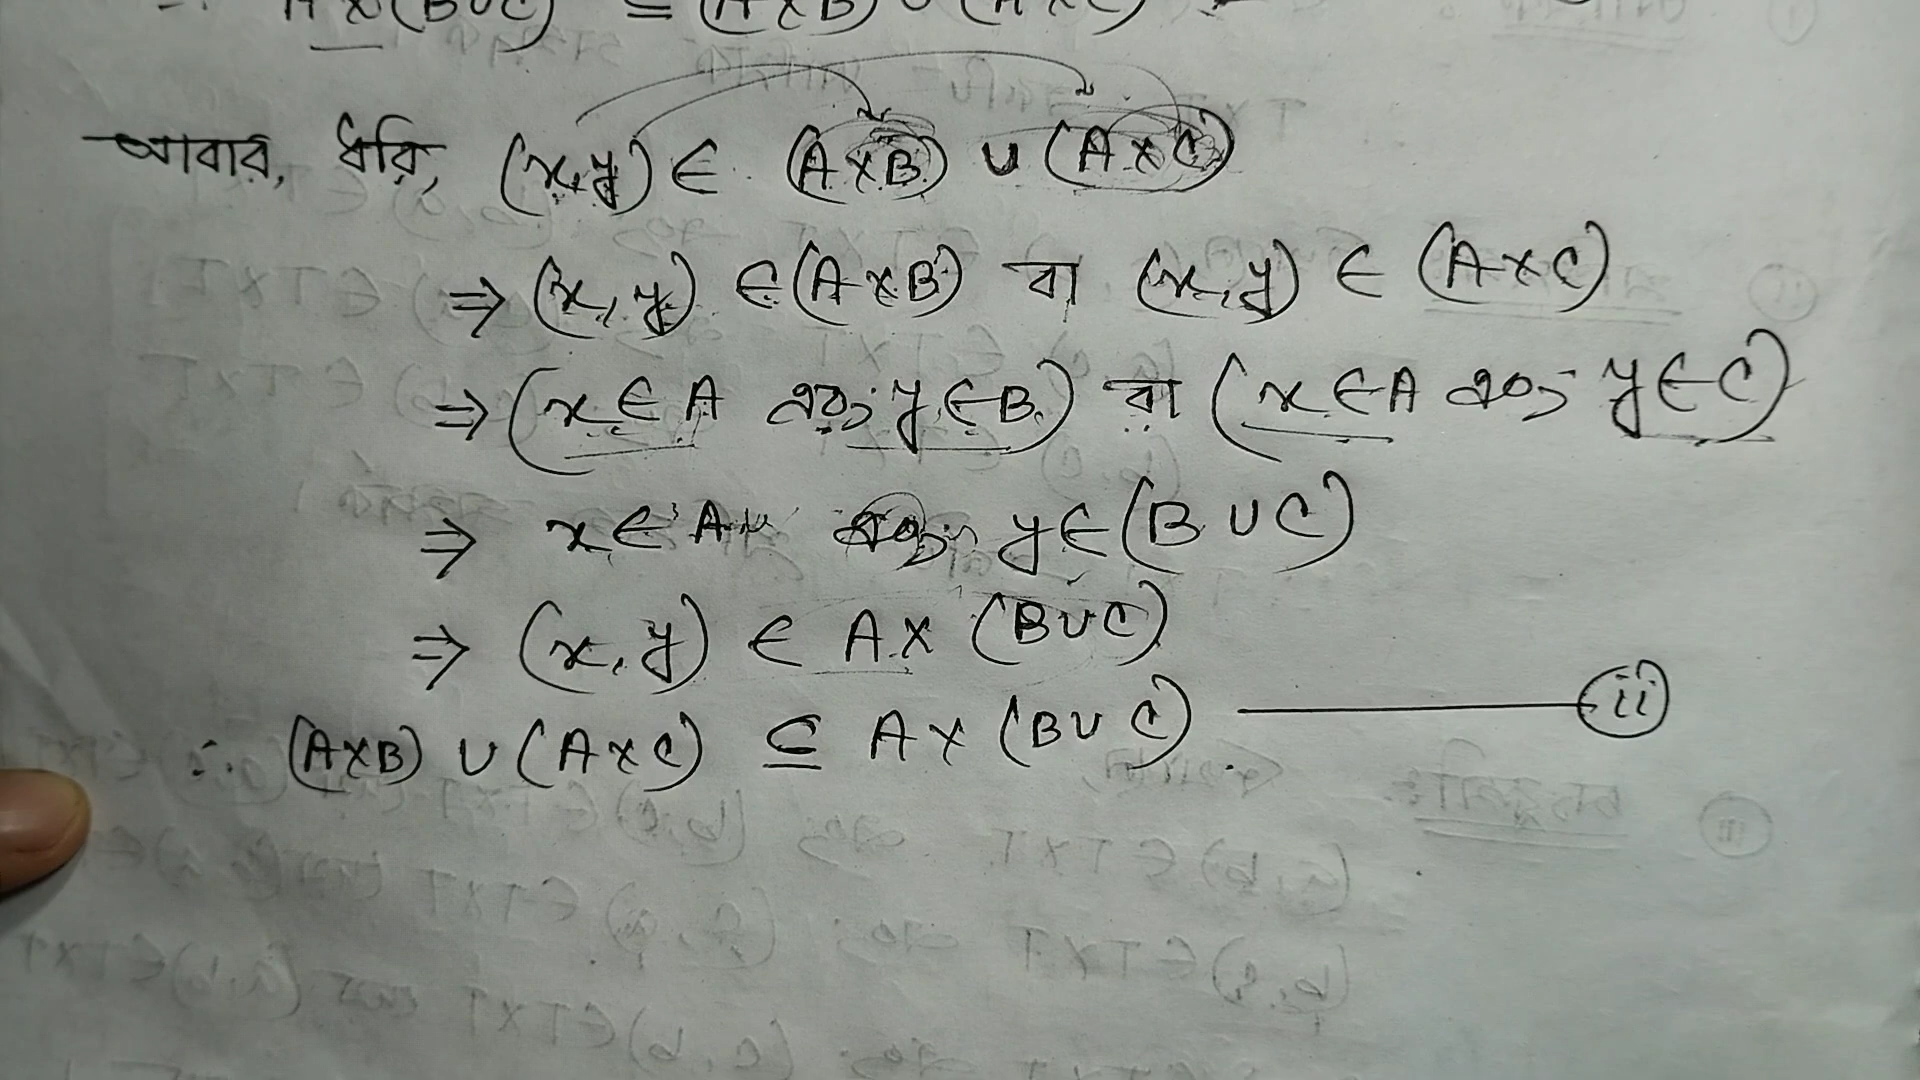 ∴ A×(B∪C) ⊆ (A×B) ∪ (A×C)
আবার, ধরি, (x,y) ∈ (A×B) ∪ (A×C)
⇒ (x,y) ∈ (A×B) বা (x,y) ∈ (A×C)
⇒ (x ∈ A এবং y ∈ B) বা (x ∈ A এবং y ∈ C)
⇒ x ∈ A এবং y ∈ (B ∪ C)
⇒ (x,y) ∈ A× (B∪C)
∴ (A×B) ∪ (A×C) ⊆ A× (B∪C) — ii